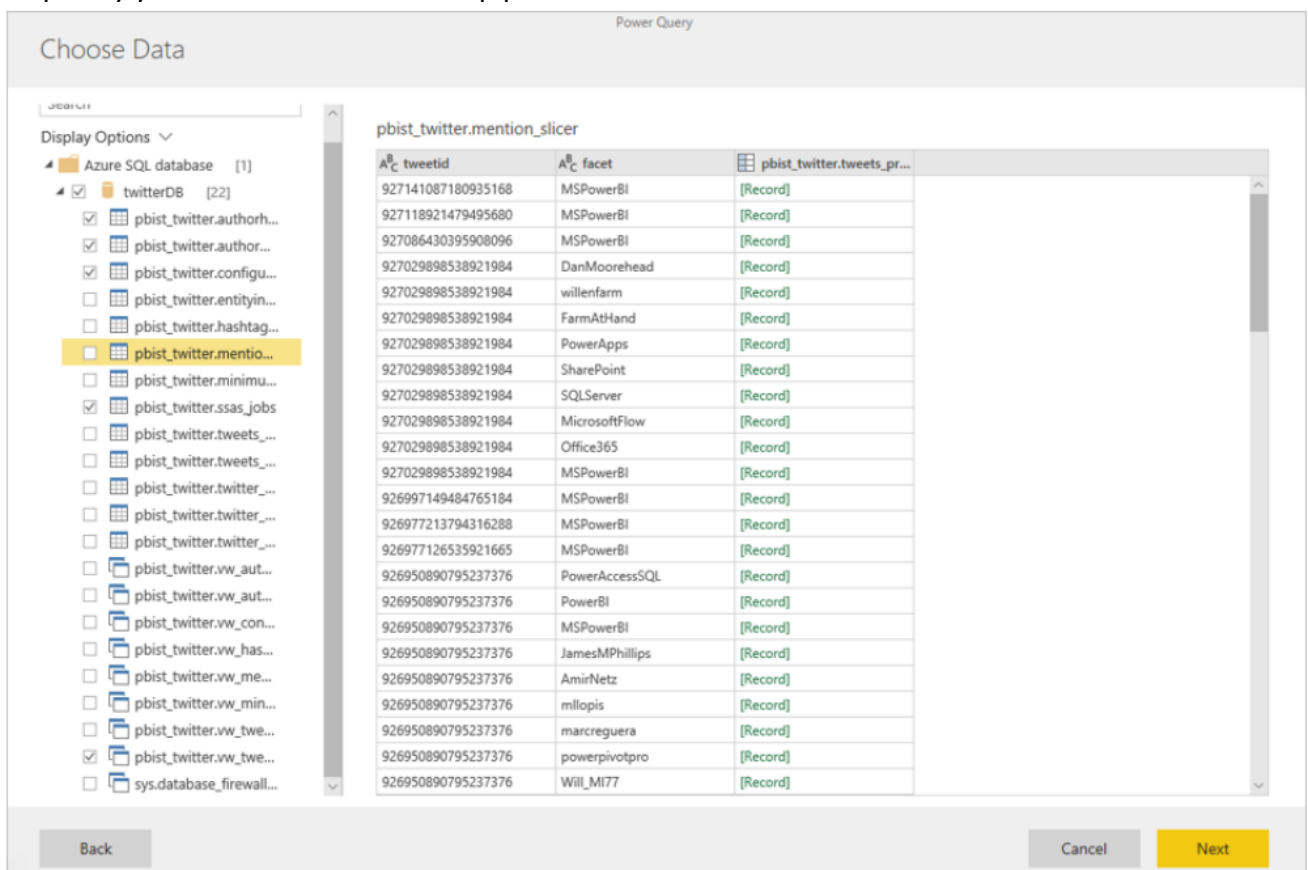 Power Query
Choose Data
Search
Display Options
Azure SQL database [1]
twitterDB [22]
pbist_twitter.authorh...
pbist_twitter.author...
pbist_twitter.configu...
pbist_twitter.entityin...
pbist_twitter.hashtag...
pbist_twitter.mentio...
pbist_twitter.minimu...
pbist_twitter.ssas_jobs
pbist_twitter.tweets_...
pbist_twitter.tweets_...
pbist_twitter.twitter_...
pbist_twitter.twitter_...
pbist_twitter.twitter_...
pbist_twitter.vw_aut...
pbist_twitter.vw_aut...
pbist_twitter.vw_con...
pbist_twitter.vw_has...
pbist_twitter.vw_me...
pbist_twitter.vw_min...
pbist_twitter.vw_twe...
pbist_twitter.vw_twe...
sys.database_firewall...
pbist_twitter.mention_slicer
ABC tweetid ABC facet pbist_twitter.tweets_pr...
927141087180935168 MSPowerBI [Record]
927118921479495680 MSPowerBI [Record]
927086430395908096 MSPowerBI [Record]
927029898538921984 DanMoorehead [Record]
927029898538921984 willenfarm [Record]
927029898538921984 FarmAtHand [Record]
927029898538921984 PowerApps [Record]
927029898538921984 SharePoint [Record]
927029898538921984 SQLServer [Record]
927029898538921984 MicrosoftFlow [Record]
927029898538921984 Office365 [Record]
927029898538921984 MSPowerBI [Record]
926997149484765184 MSPowerBI [Record]
926977213794316288 MSPowerBI [Record]
926977126535921665 MSPowerBI [Record]
926950890795237376 PowerAccessSQL [Record]
926950890795237376 PowerBI [Record]
926950890795237376 MSPowerBI [Record]
926950890795237376 JamesMPhillips [Record]
926950890795237376 AmirNetz [Record]
926950890795237376 mllopis [Record]
926950890795237376 marcreguera [Record]
926950890795237376 powerpivotpro [Record]
926950890795237376 Will_MI77 [Record]
Back
Cancel
Next